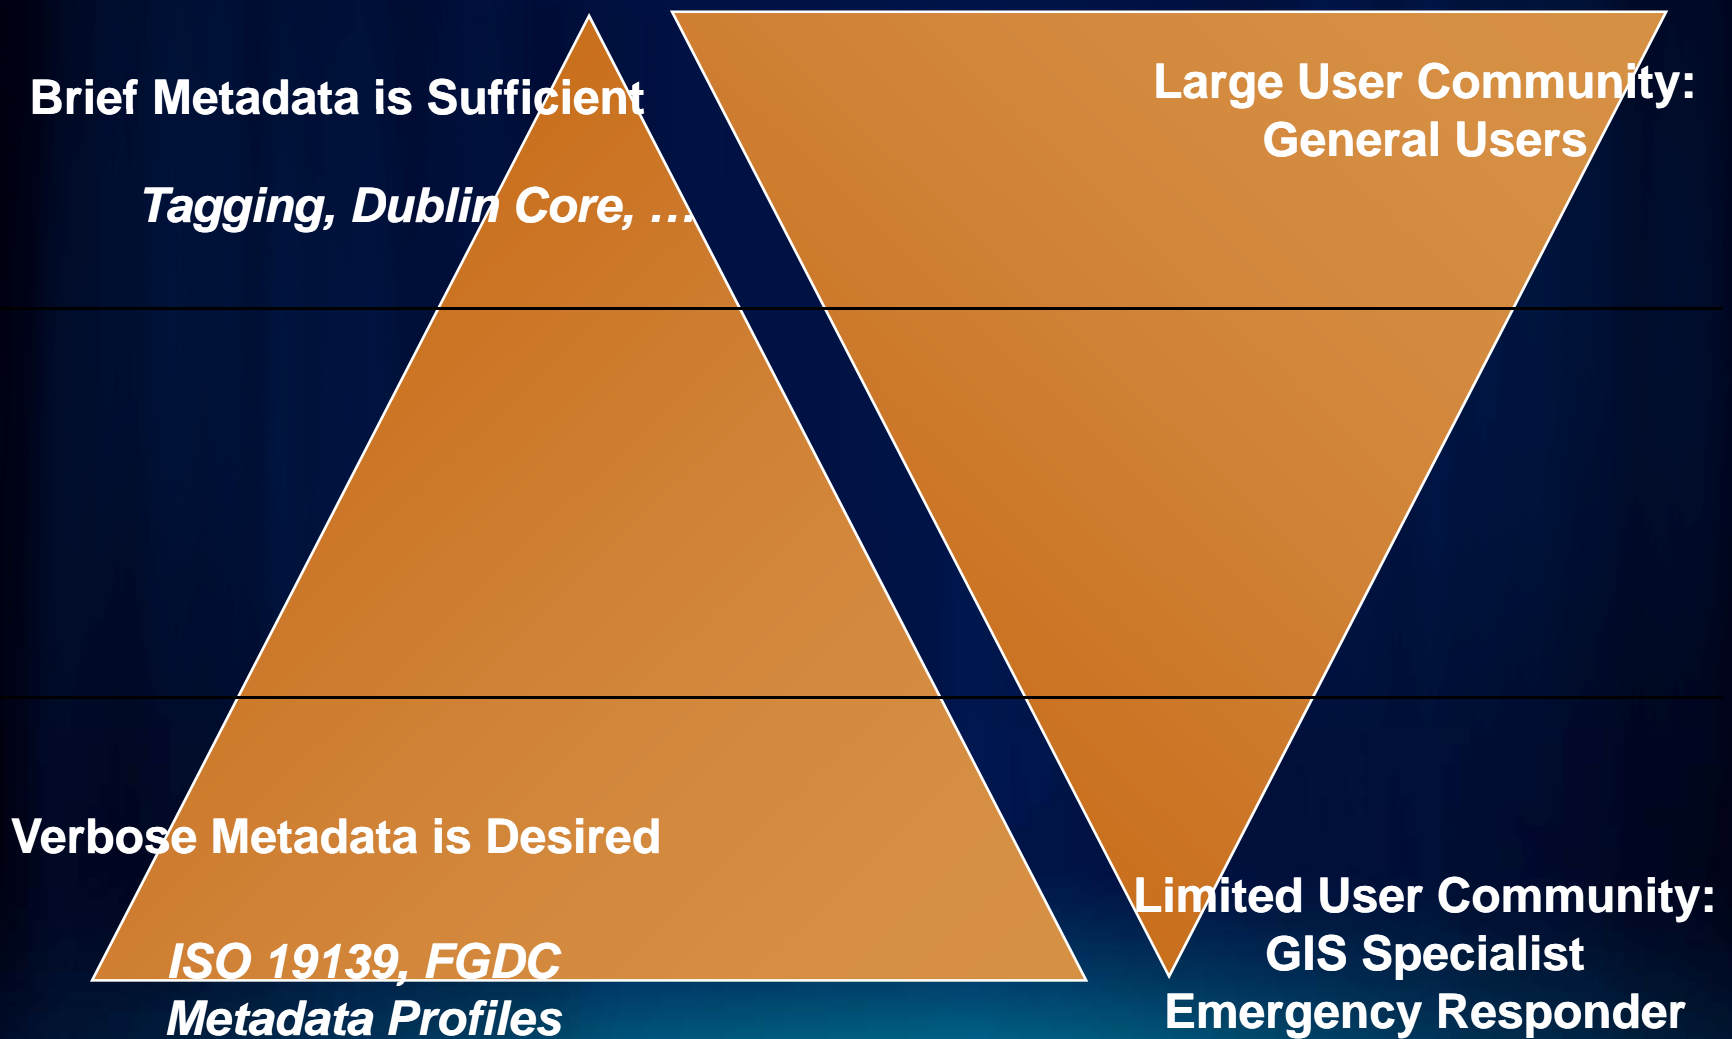 Brief Metadata is Sufficient
Tagging, Dublin Core, …
Large User Community:
General Users
Verbose Metadata is Desired
ISO 19139, FGDC
Metadata Profiles
Limited User Community:
GIS Specialist
Emergency Responder